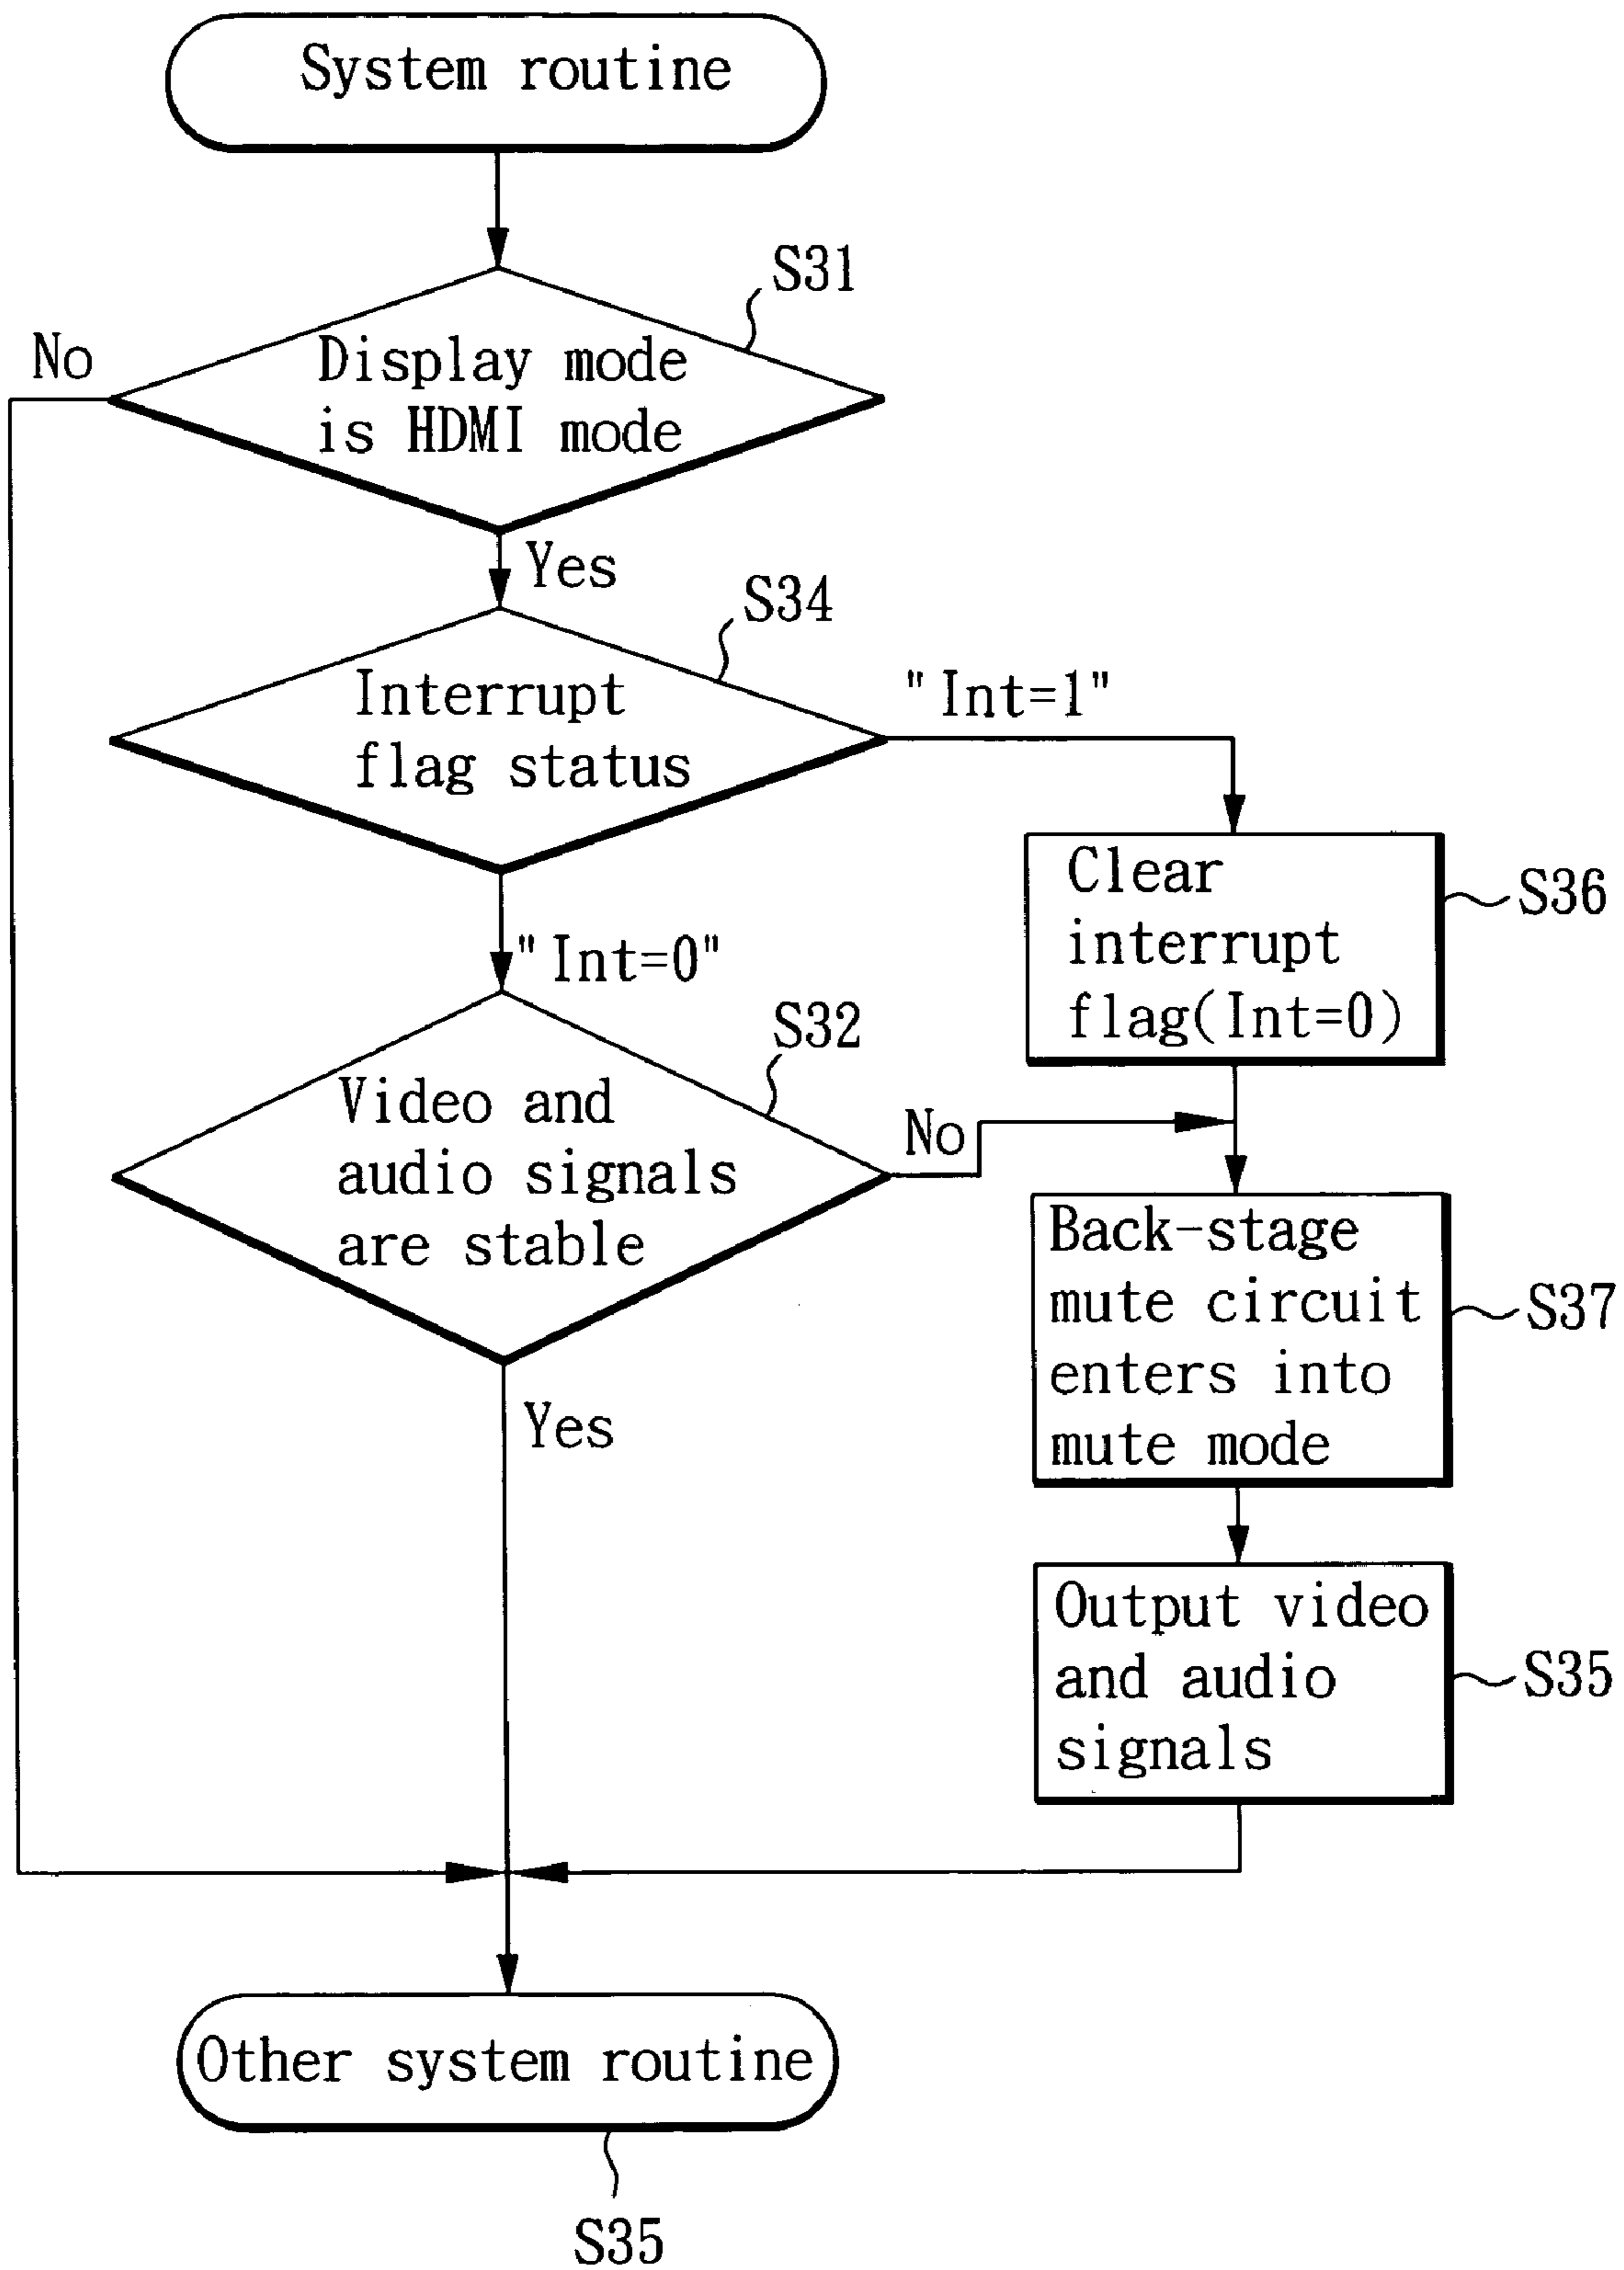 System routine
S31
No
Display mode
is HDMI mode
Yes
S34
Interrupt
flag status
"Int=1"
"Int=0"
Clear
interrupt
flag(Int=0)
S36
S32
Video and
audio signals
are stable
No
Yes
Back-stage
mute circuit
enters into
mute mode
S37
Output video
and audio
signals
S35
Other system routine
S35